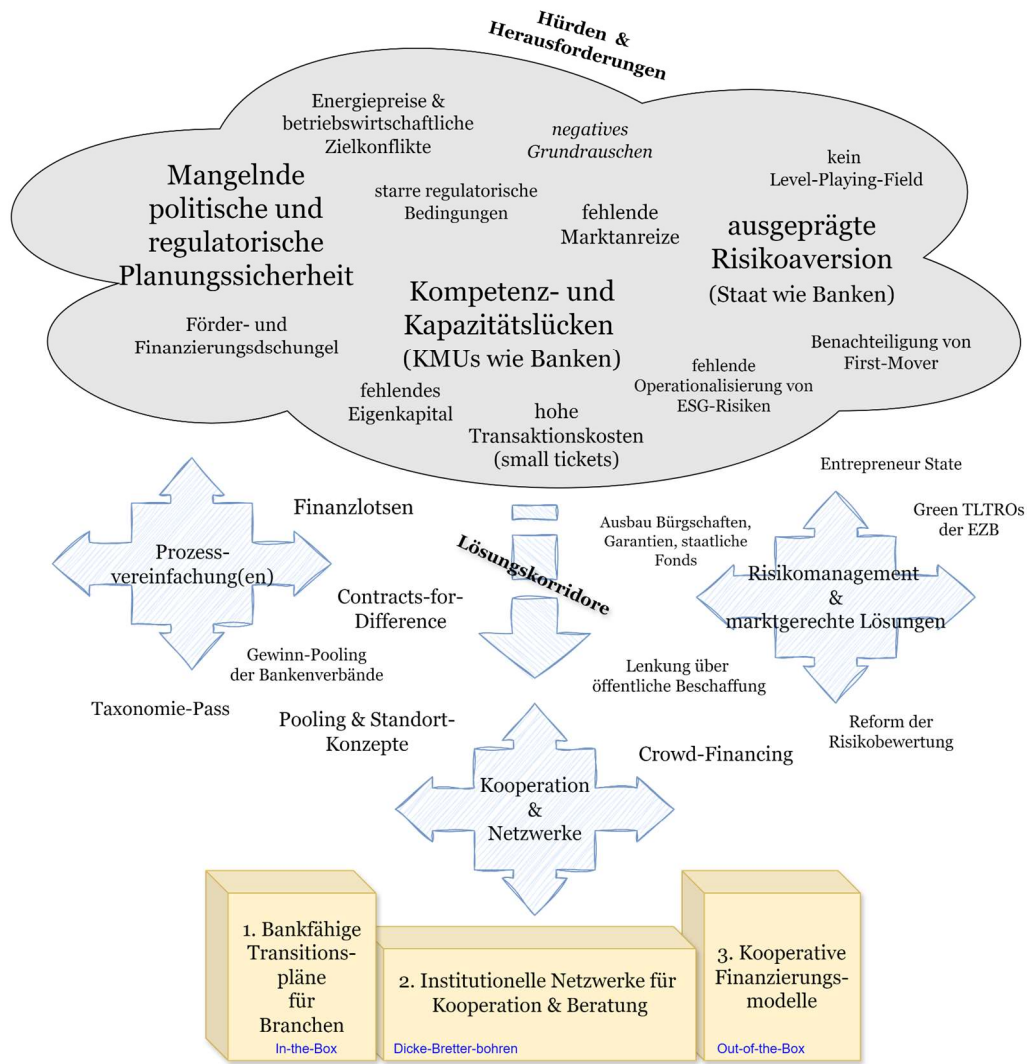 Hürden &
Herausforderungen
Energiepreise &
betriebswirtschaftliche
Zielkonflikte
negatives
Grundrauschen
kein
Level-Playing-Field
Mangelnde
politische und
regulatorische
Planungssicherheit
starre regulatorische
Bedingungen
fehlende
Marktanreize
ausgeprägte
Risikoaversion
(Staat wie Banken)
Kompetenz- und
Kapazitätslücken
(KMUs wie Banken)
Förder- und
Finanzierungsdschungel
Benachteiligung von
First-Mover
fehlendes
Eigenkapital
hohe
Transaktionskosten
(small tickets)
fehlende
Operationalisierung von
ESG-Risiken
Entrepreneur State
Finanzlotsen
Green TLTROs
der EZB
Ausbau Bürgschaften,
Garantien, staatliche
Fonds
Prozess-
vereinfachung(en)
Lösungskorridore
Risikomanagement
&
marktgerechte Lösungen
Contracts-for-
Difference
Gewinn-Pooling
der Bankenverbände
Lenkung über
öffentliche Beschaffung
Taxonomie-Pass
Pooling & Standort-
Konzepte
Reform der
Risikobewertung
Crowd-Financing
Kooperation
&
Netzwerke
1. Bankfähige
Transitions-
pläne
für
Branchen
In-the-Box
2. Institutionelle Netzwerke für
Kooperation & Beratung
Dicke-Bretter-bohren
3. Kooperative
Finanzierungs-
modelle
Out-of-the-Box